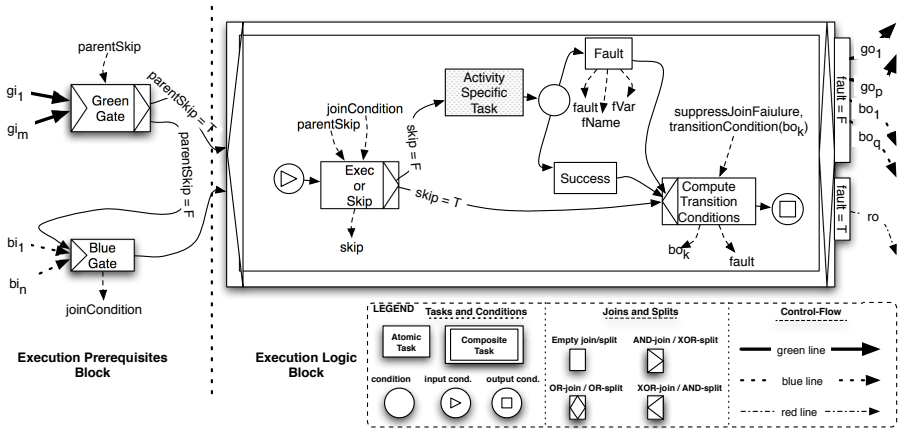 parentSkip
gi1
gim
Green
Gate
parentSkip = T
parentSkip = F
bi1
bin
Blue
Gate
joinCondition
Execution Prerequisites
Block
joinCondition
parentSkip
Exec
or
Skip
skip
skip = F
skip = T
Activity
Specific
Task
Fault
fault
fName
fVar
Success
suppressJoinFaiulure,
transitionCondition(bok)
Compute
Transition
Conditions
bok
fault
fault = F
fault = T
go1
gop
bo1
boq
ro
Execution Logic
Block
LEGEND
Tasks and Conditions
Atomic
Task
Composite
Task
condition
input cond.
output cond.
Joins and Splits
Empty join/split
AND-join / XOR-split
OR-join / OR-split
XOR-join / AND-split
Control-Flow
green line
blue line
red line